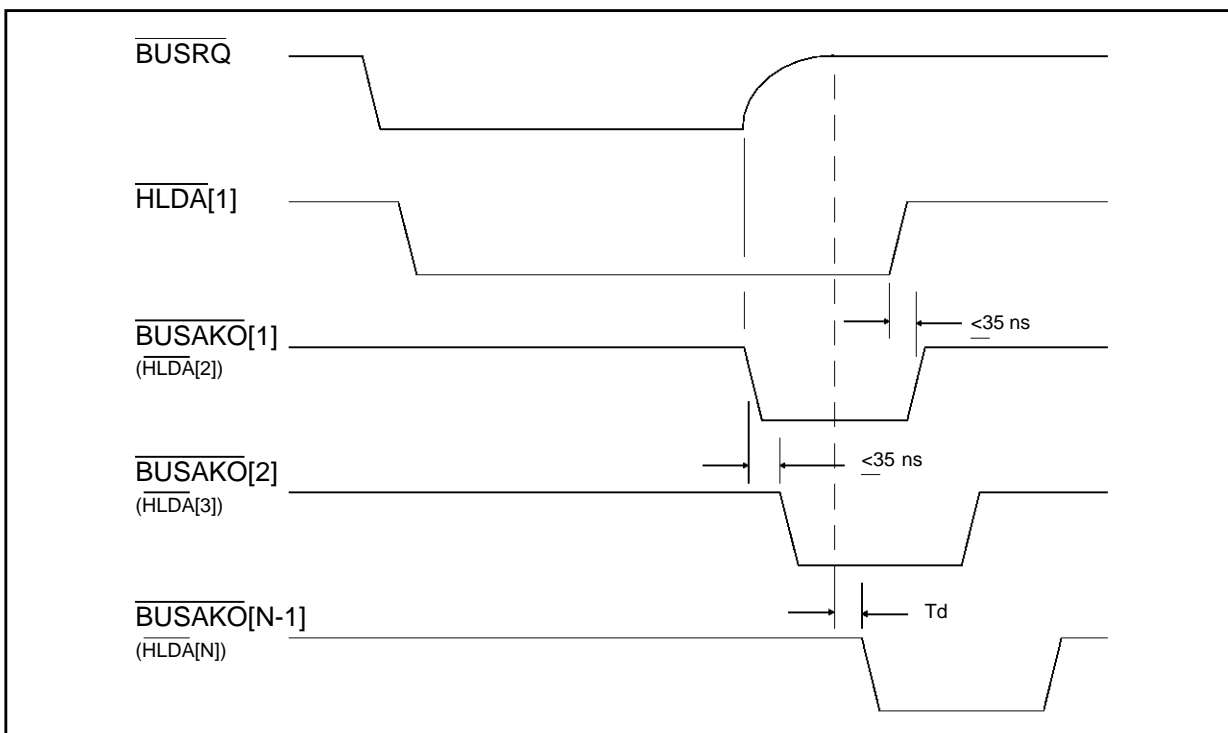 BUSRQ
HLDA[1]
≤35 ns
BUSAKO[1]
(HLDA[2])
≤35 ns
BUSAKO[2]
(HLDA[3])
Td
BUSAKO[N-1]
(HLDA[N])